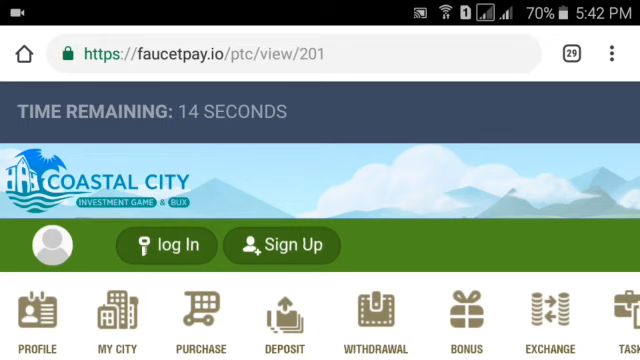 70% 5:42 PM
https://faucetpay.io/ptc/view/201
29
TIME REMAINING: 14 SECONDS
COASTAL CITY
INVESTMENT GAME & BUX
log In
Sign Up
PROFILE MY CITY PURCHASE DEPOSIT WITHDRAWAL BONUS EXCHANGE TAS